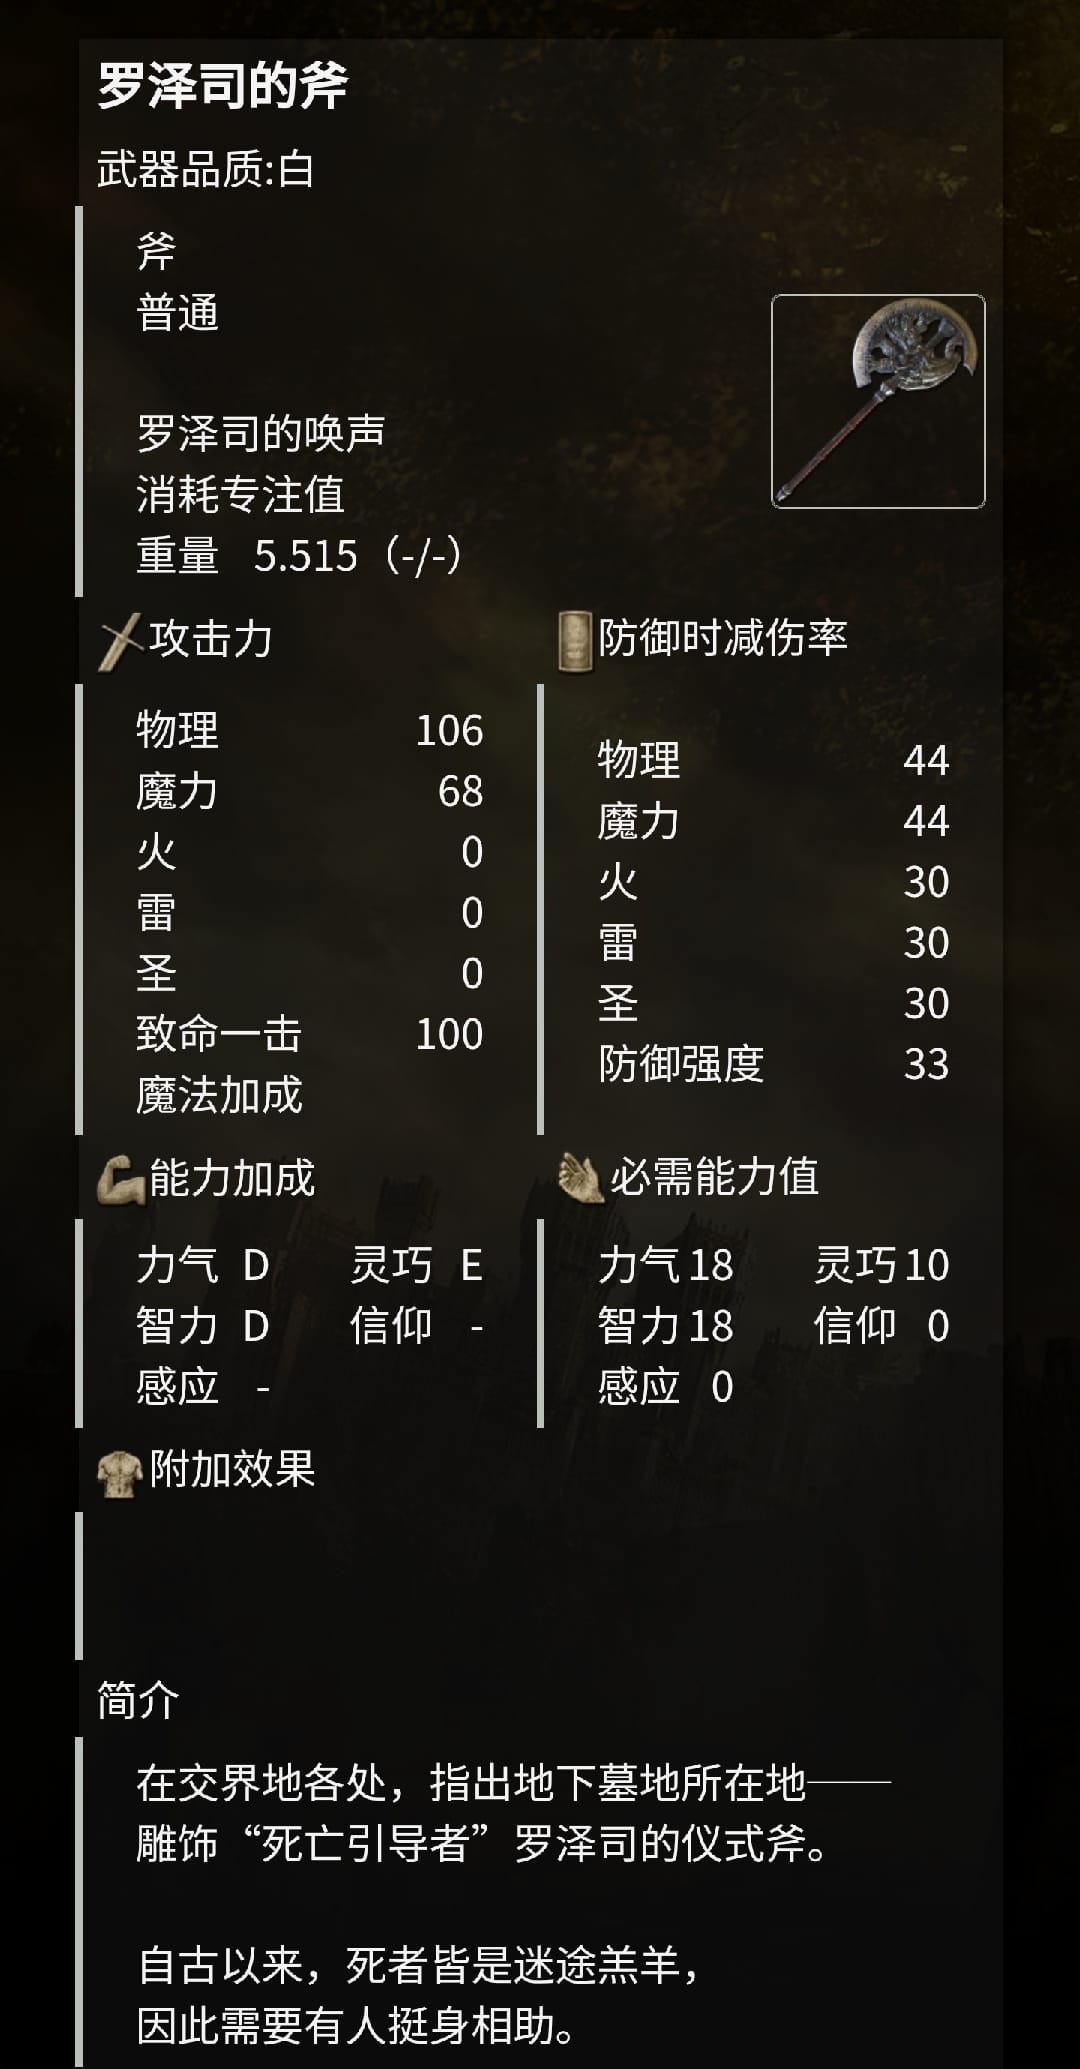 罗泽司的斧
武器品质:白
斧
普通
罗泽司的唤声
消耗专注值
重量 5.515（-/-）
攻击力
物理 106
魔力 68
火 0
雷 0
圣 0
致命一击 100
魔法加成
防御时减伤率
物理 44
魔力 44
火 30
雷 30
圣 30
防御强度 33
能力加成
力气 D 灵巧 E
智力 D 信仰 -
感应 -
必需能力值
力气 18 灵巧 10
智力 18 信仰 0
感应 0
附加效果
简介
在交界地各处，指出地下墓地所在地——
雕饰“死亡引导者”罗泽司的仪式斧。
自古以来，死者皆是迷途羔羊，
因此需要有人挺身相助。